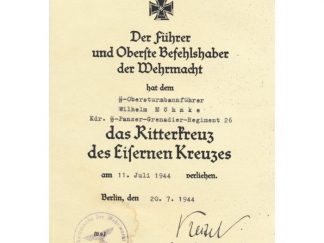 Der Führer
und Oberste Befehlshaber
der Wehrmacht
hat dem
ᛋᛋ-Obersturmbannführer
Wilhelm Mohnke
Kdr. ᛋᛋ-Panzer-Grenadier-Regiment 26
das Ritterkreuz
des Eisernen Kreuzes
am 11. Juli 1944 verliehen.
Berlin, den 20. 7. 1944